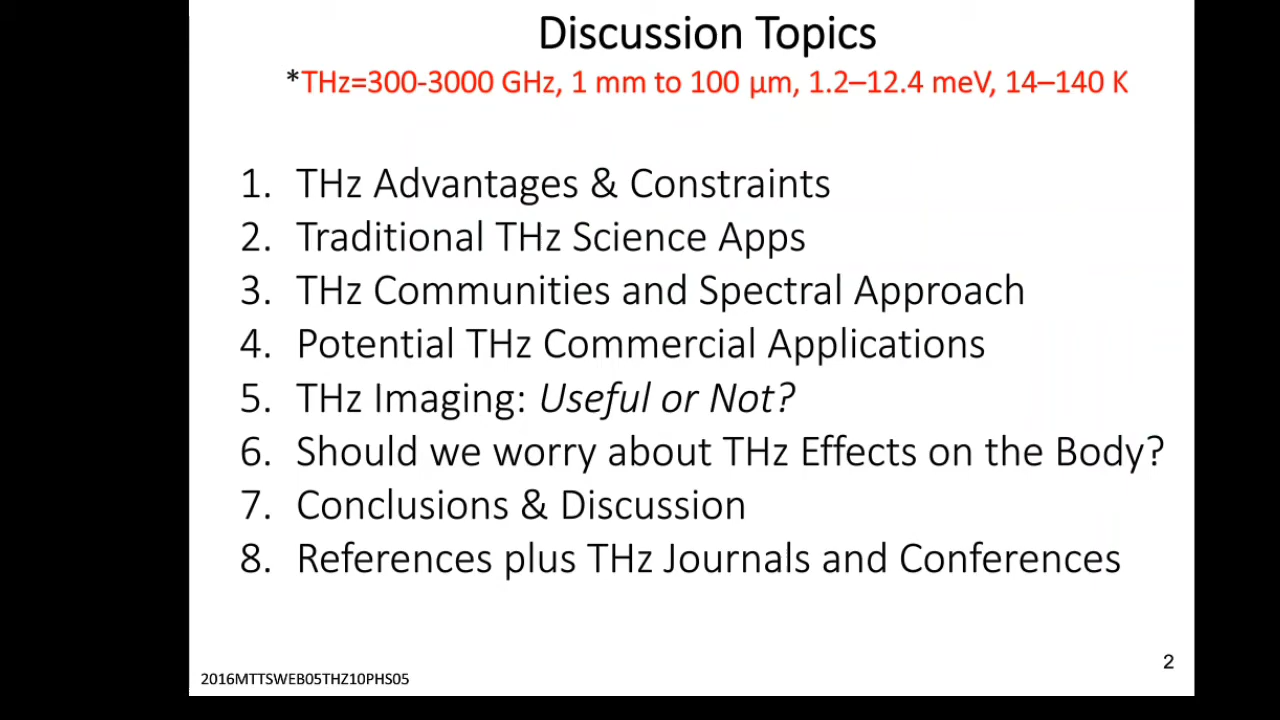 Discussion Topics
*THz=300-3000 GHz, 1 mm to 100 µm, 1.2–12.4 meV, 14–140 K
1. THz Advantages & Constraints
2. Traditional THz Science Apps
3. THz Communities and Spectral Approach
4. Potential THz Commercial Applications
5. THz Imaging: Useful or Not?
6. Should we worry about THz Effects on the Body?
7. Conclusions & Discussion
8. References plus THz Journals and Conferences
2
2016MTTSWEB05THZ10PHS05